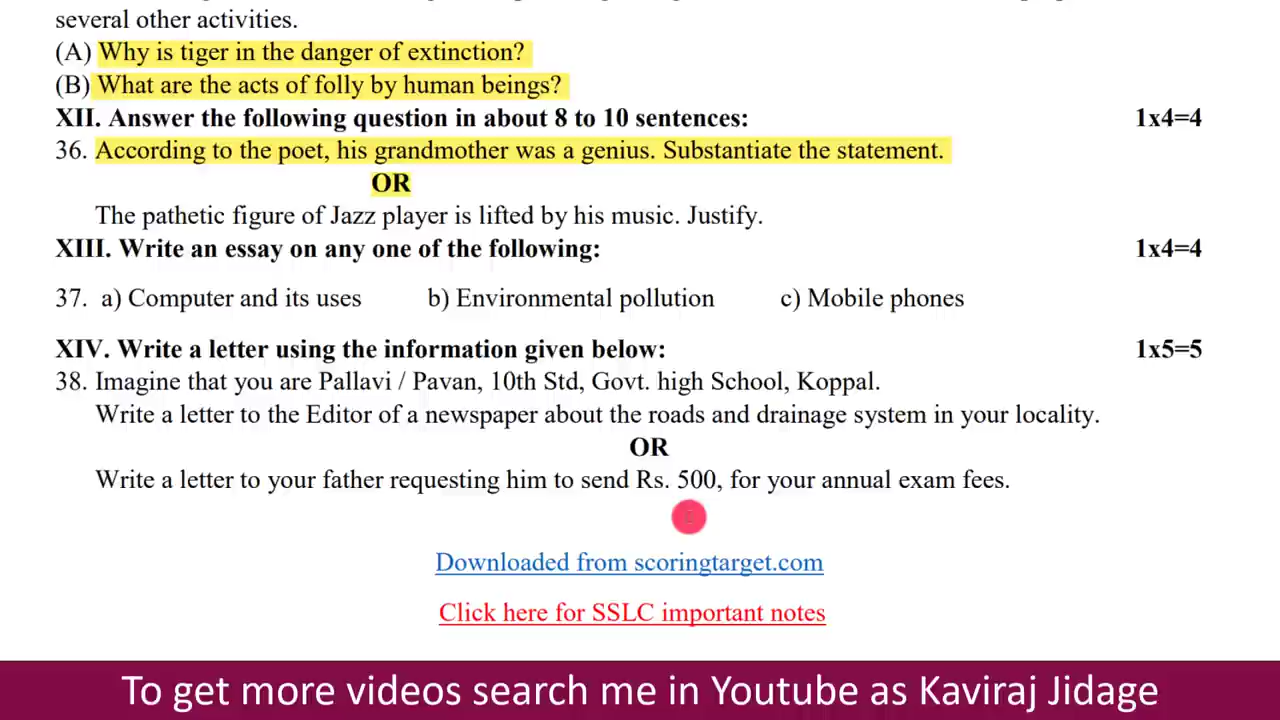 several other activities.
(A) Why is tiger in the danger of extinction?
(B) What are the acts of folly by human beings?
XII. Answer the following question in about 8 to 10 sentences: 1x4=4
36. According to the poet, his grandmother was a genius. Substantiate the statement.
OR
The pathetic figure of Jazz player is lifted by his music. Justify.
XIII. Write an essay on any one of the following: 1x4=4
37. a) Computer and its uses b) Environmental pollution c) Mobile phones
XIV. Write a letter using the information given below: 1x5=5
38. Imagine that you are Pallavi / Pavan, 10th Std, Govt. high School, Koppal.
Write a letter to the Editor of a newspaper about the roads and drainage system in your locality.
OR
Write a letter to your father requesting him to send Rs. 500, for your annual exam fees.
Downloaded from scoringtarget.com
Click here for SSLC important notes
To get more videos search me in Youtube as Kaviraj Jidage